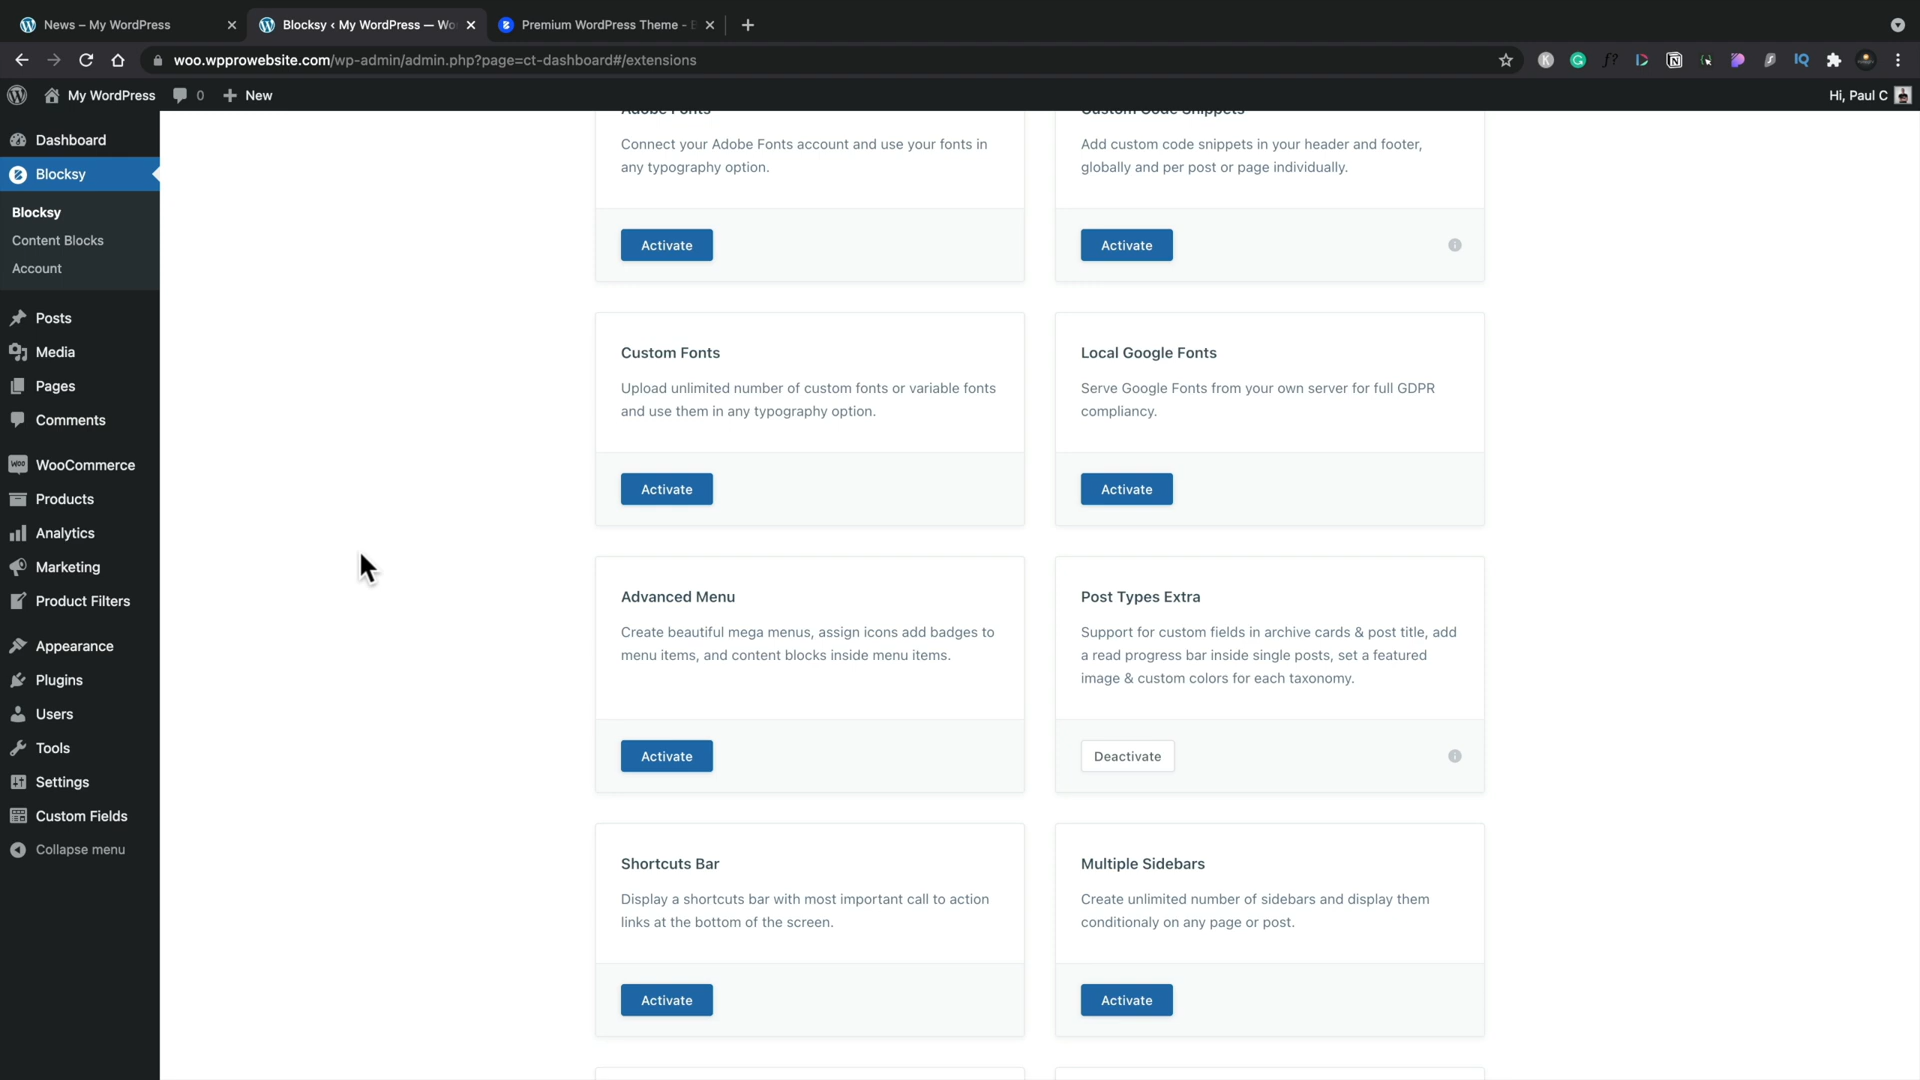 News – My WordPress
Blocksy ‹ My WordPress — Wo
Premium WordPress Theme - B
woo.wpprowebsite.com/wp-admin/admin.php?page=ct-dashboard#/extensions
My WordPress
0
New
Hi, Paul C
Dashboard
Blocksy
Blocksy
Content Blocks
Account
Posts
Media
Pages
Comments
WooCommerce
Products
Analytics
Marketing
Product Filters
Appearance
Plugins
Users
Tools
Settings
Custom Fields
Collapse menu
Adobe Fonts
Connect your Adobe Fonts account and use your fonts in
any typography option.
Activate
Custom Code Snippets
Add custom code snippets in your header and footer,
globally and per post or page individually.
Activate
Custom Fonts
Upload unlimited number of custom fonts or variable fonts
and use them in any typography option.
Activate
Local Google Fonts
Serve Google Fonts from your own server for full GDPR
compliancy.
Activate
Advanced Menu
Create beautiful mega menus, assign icons add badges to
menu items, and content blocks inside menu items.
Activate
Post Types Extra
Support for custom fields in archive cards & post title, add
a read progress bar inside single posts, set a featured
image & custom colors for each taxonomy.
Deactivate
Shortcuts Bar
Display a shortcuts bar with most important call to action
links at the bottom of the screen.
Activate
Multiple Sidebars
Create unlimited number of sidebars and display them
conditionaly on any page or post.
Activate